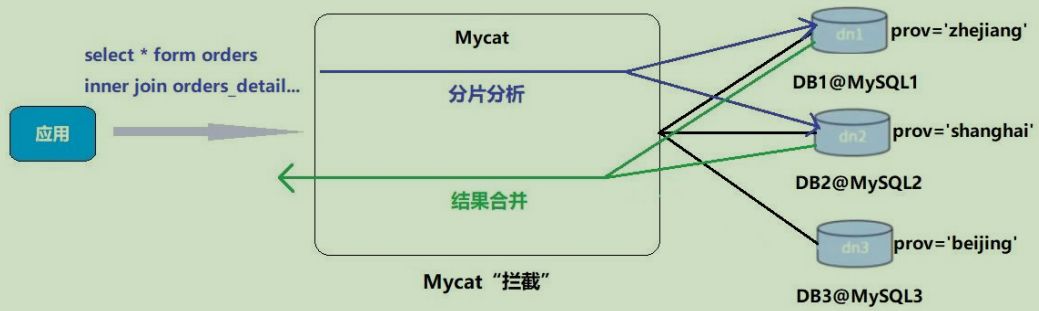 select * form orders
inner join orders_detail...
应用
Mycat
分片分析
结果合并
Mycat“拦截”
dn1
prov='zhejiang'
DB1@MySQL1
dn2
prov='shanghai'
DB2@MySQL2
dn3
prov='beijing'
DB3@MySQL3